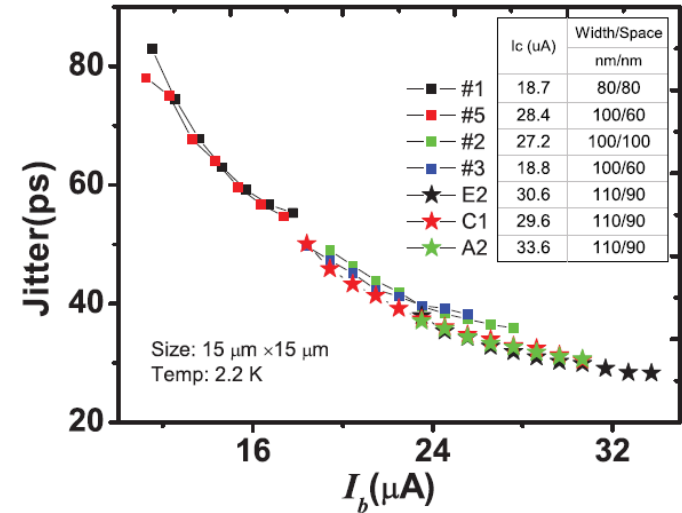 80
60
40
20
Jitter(ps)
16
24
32
I_b(μA)
Size: 15 μm ×15 μm
Temp: 2.2 K
#1
#5
#2
#3
E2
C1
A2
Ic (uA) Width/Space
nm/nm
18.7 80/80
28.4 100/60
27.2 100/100
18.8 100/60
30.6 110/90
29.6 110/90
33.6 110/90